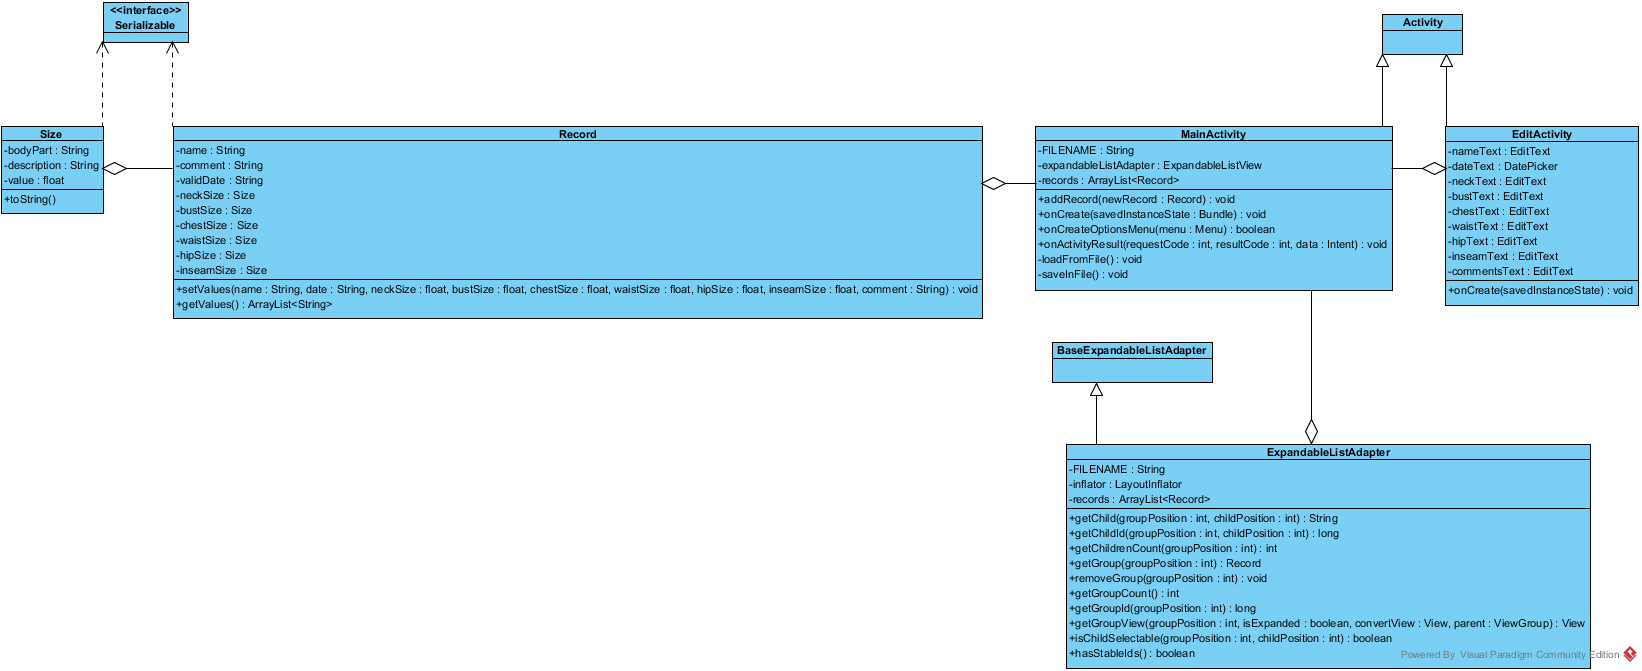 <<interface>>
Serializable
Activity
Size
-bodyPart : String
-description : String
-value : float
+toString()
Record
-name : String
-comment : String
-validDate : String
-neckSize : Size
-bustSize : Size
-chestSize : Size
-waistSize : Size
-hipSize : Size
-inseamSize : Size
+setValues(name : String, date : String, neckSize : float, bustSize : float, chestSize : float, waistSize : float, hipSize : float, inseamSize : float, comment : String) : void
+getValues() : ArrayList<String>
MainActivity
-FILENAME : String
-expandableListAdapter : ExpandableListView
-records : ArrayList<Record>
+addRecord(newRecord : Record) : void
+onCreate(savedInstanceState : Bundle) : void
+onCreateOptionsMenu(menu : Menu) : boolean
+onActivityResult(requestCode : int, resultCode : int, data : Intent) : void
-loadFromFile() : void
-saveInFile() : void
EditActivity
-nameText : EditText
-dateText : DatePicker
-neckText : EditText
-bustText : EditText
-chestText : EditText
-waistText : EditText
-hipText : EditText
-inseamText : EditText
-commentsText : EditText
+onCreate(savedInstanceState) : void
BaseExpandableListAdapter
ExpandableListAdapter
-FILENAME : String
-inflator : LayoutInflator
-records : ArrayList<Record>
+getChild(groupPosition : int, childPosition : int) : String
+getChildId(groupPosition : int, childPosition : int) : long
+getChildrenCount(groupPosition : int) : int
+getGroup(groupPosition : int) : Record
+removeGroup(groupPosition : int) : void
+getGroupCount() : int
+getGroupId(groupPosition : int) : long
+getGroupView(groupPosition : int, isExpanded : boolean, convertView : View, parent : ViewGroup) : View
+isChildSelectable(groupPosition : int, childPosition : int) : boolean
+hasStableIds() : boolean
Powered By Visual Paradigm Community Edition